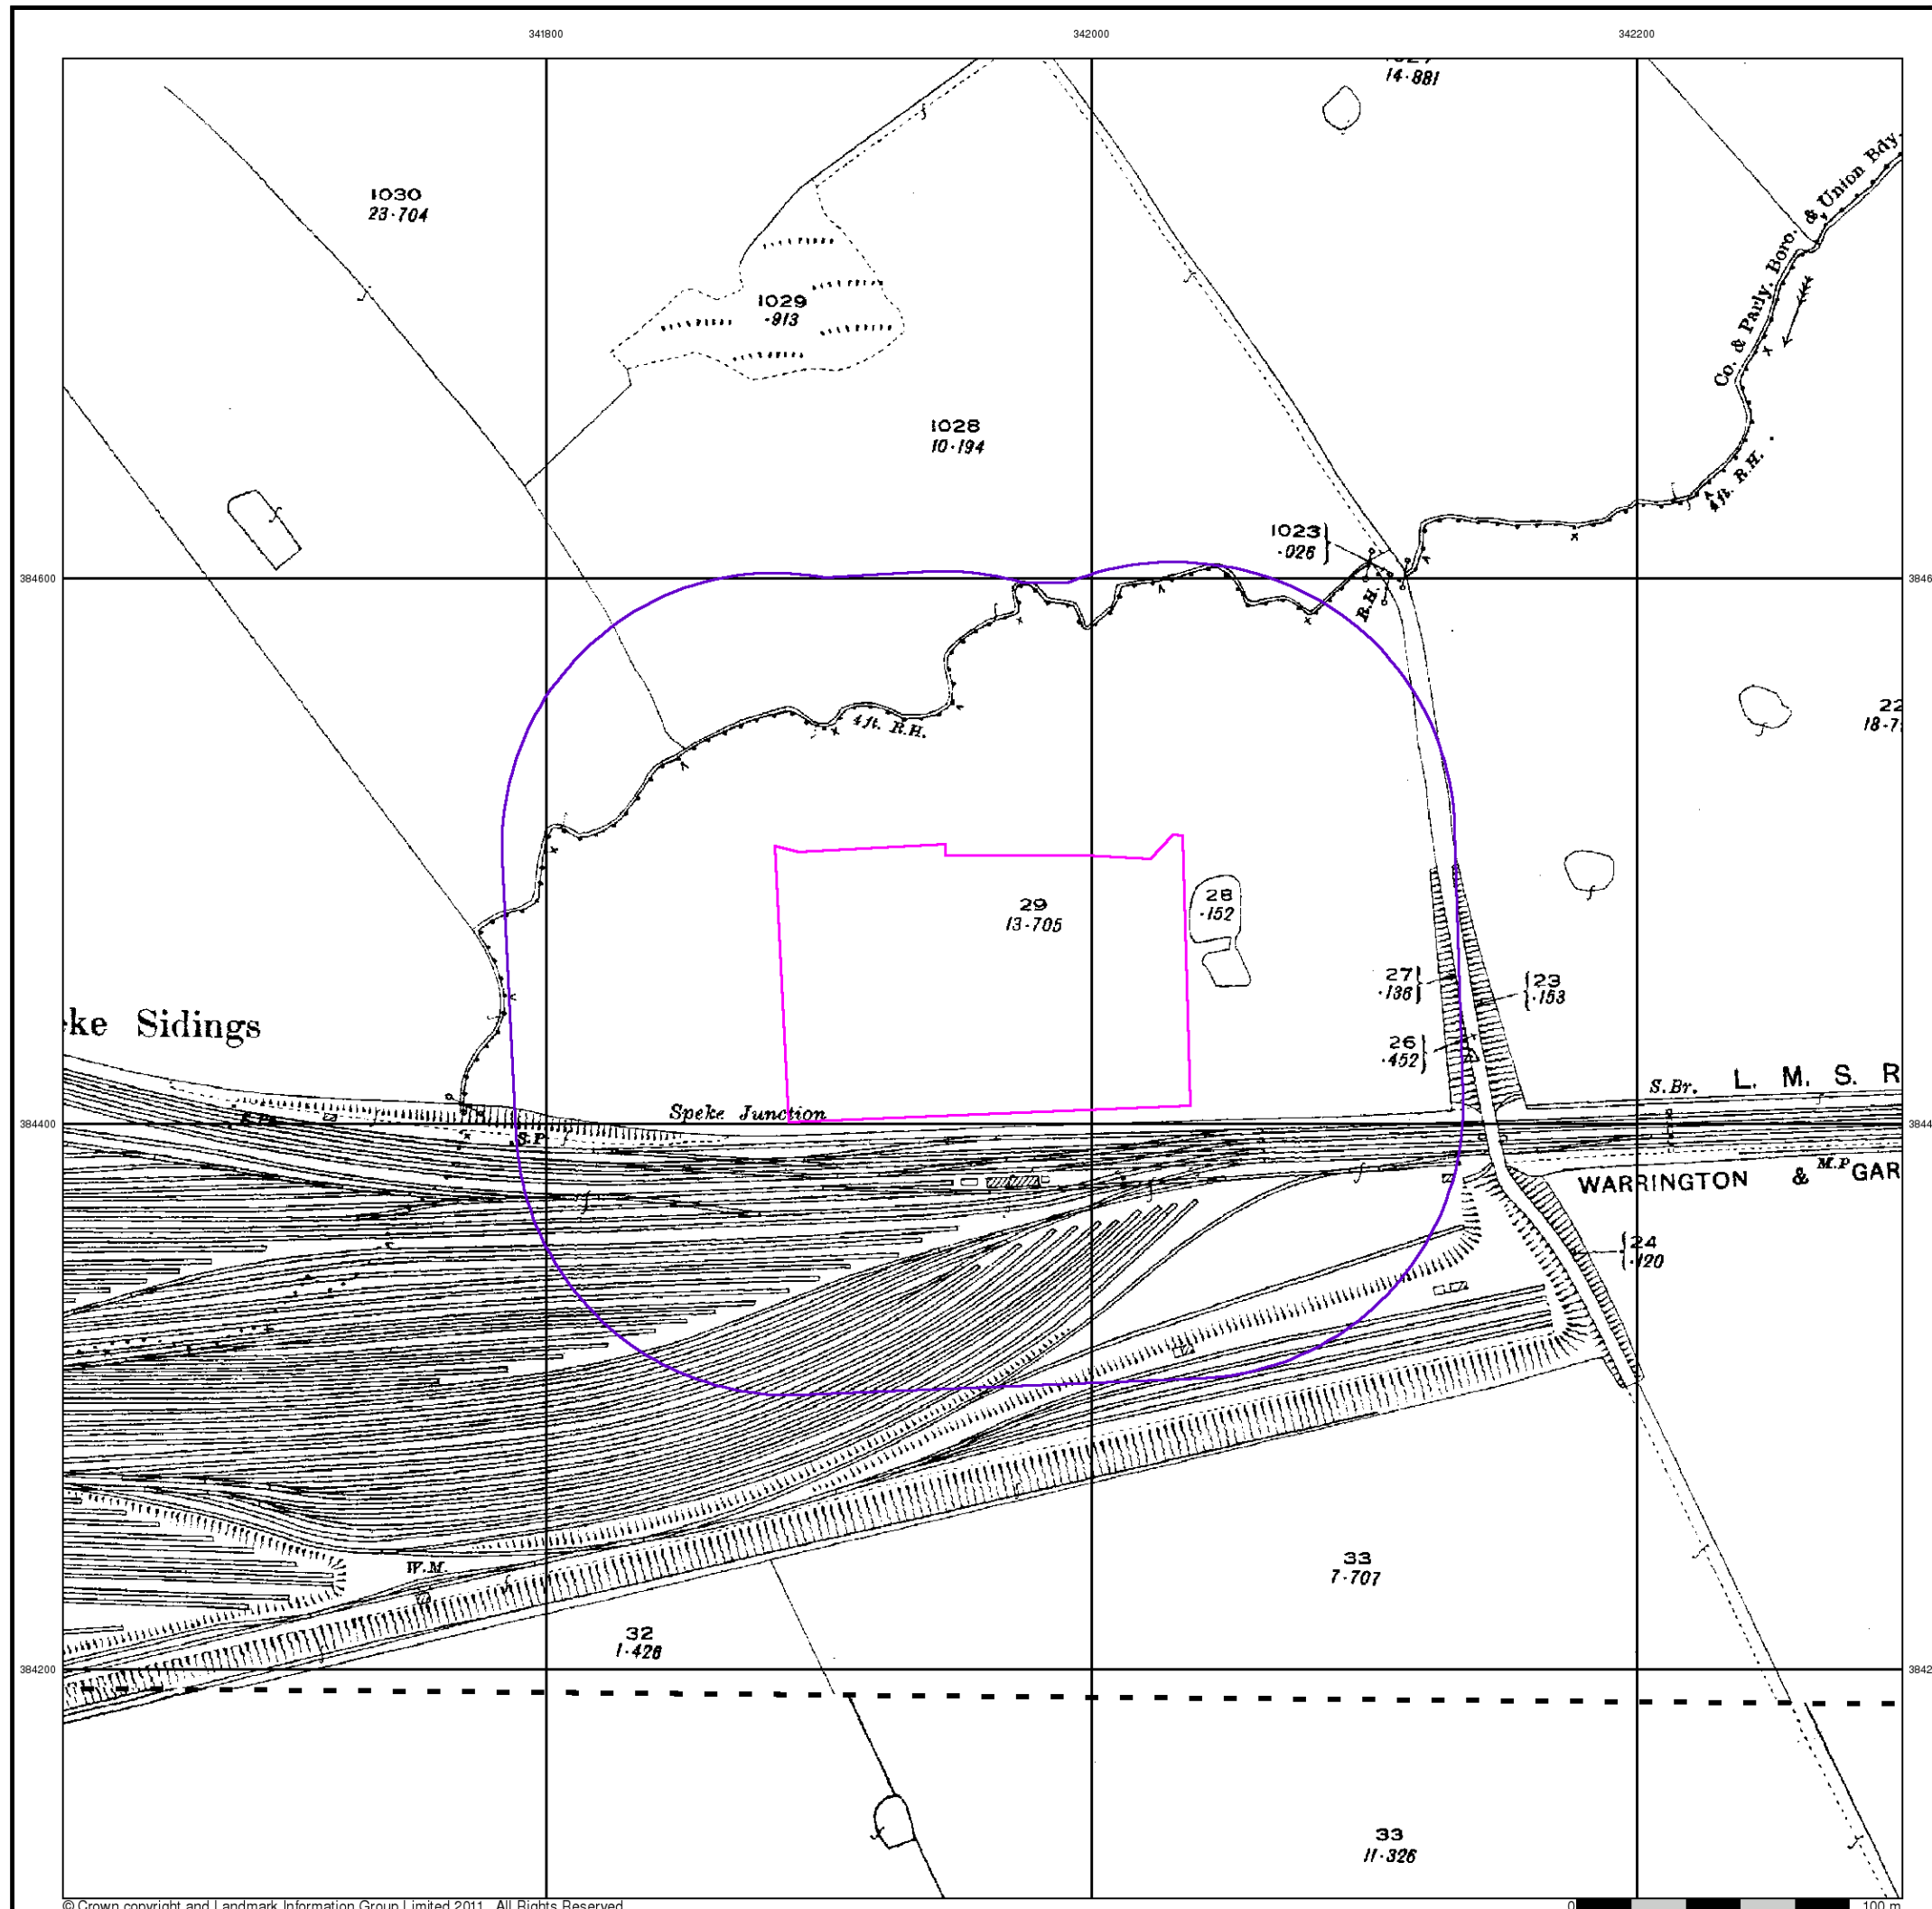 341800
342000
342200
14·881
1030
23·704
Co. & Parly. Boro. & Union Bdy.
1029
·913
1028
10·194
4ft. R.H.
1023
·026
384600
R.H.
4ft. R.H.
18·7
29
13·705
28
·152
27
·136
23
·153
ke Sidings
26
·452
S.Br.
L. M. S. R
Speke Junction
384400
S.P.
M.P
WARRINGTON & GAR
24
·120
W.M.
33
7·707
32
1·426
384200
33
11·326
© Crown copyright and Landmark Information Group Limited 2011. All Rights Reserved.
0
100 m